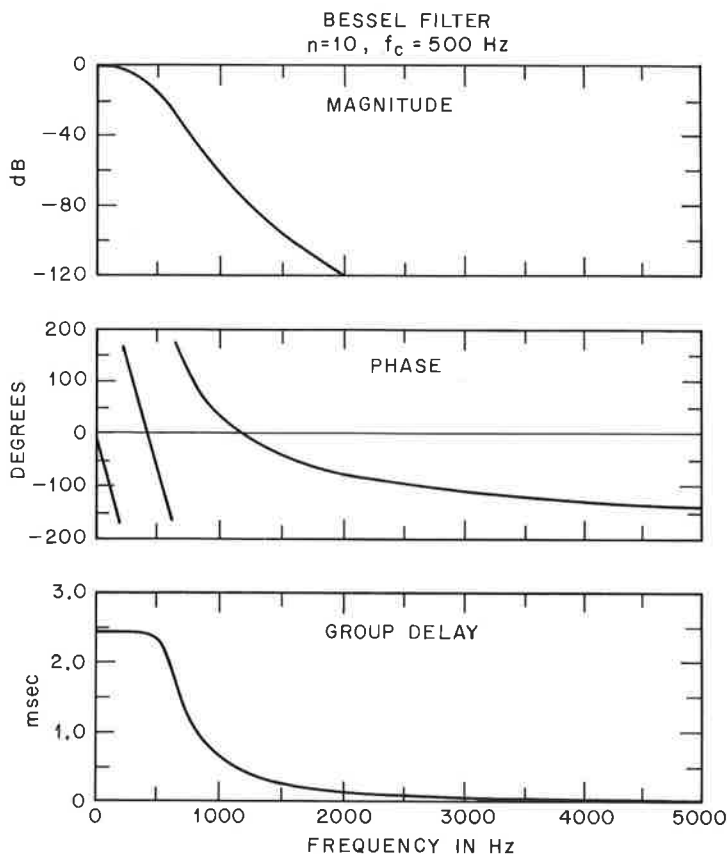 BESSEL FILTER
n=10, fc = 500 Hz
0
-40
-80
-120
dB
MAGNITUDE
200
100
0
-100
-200
DEGREES
PHASE
3.0
2.0
1.0
0
msec
GROUP DELAY
0 1000 2000 3000 4000 5000
FREQUENCY IN Hz